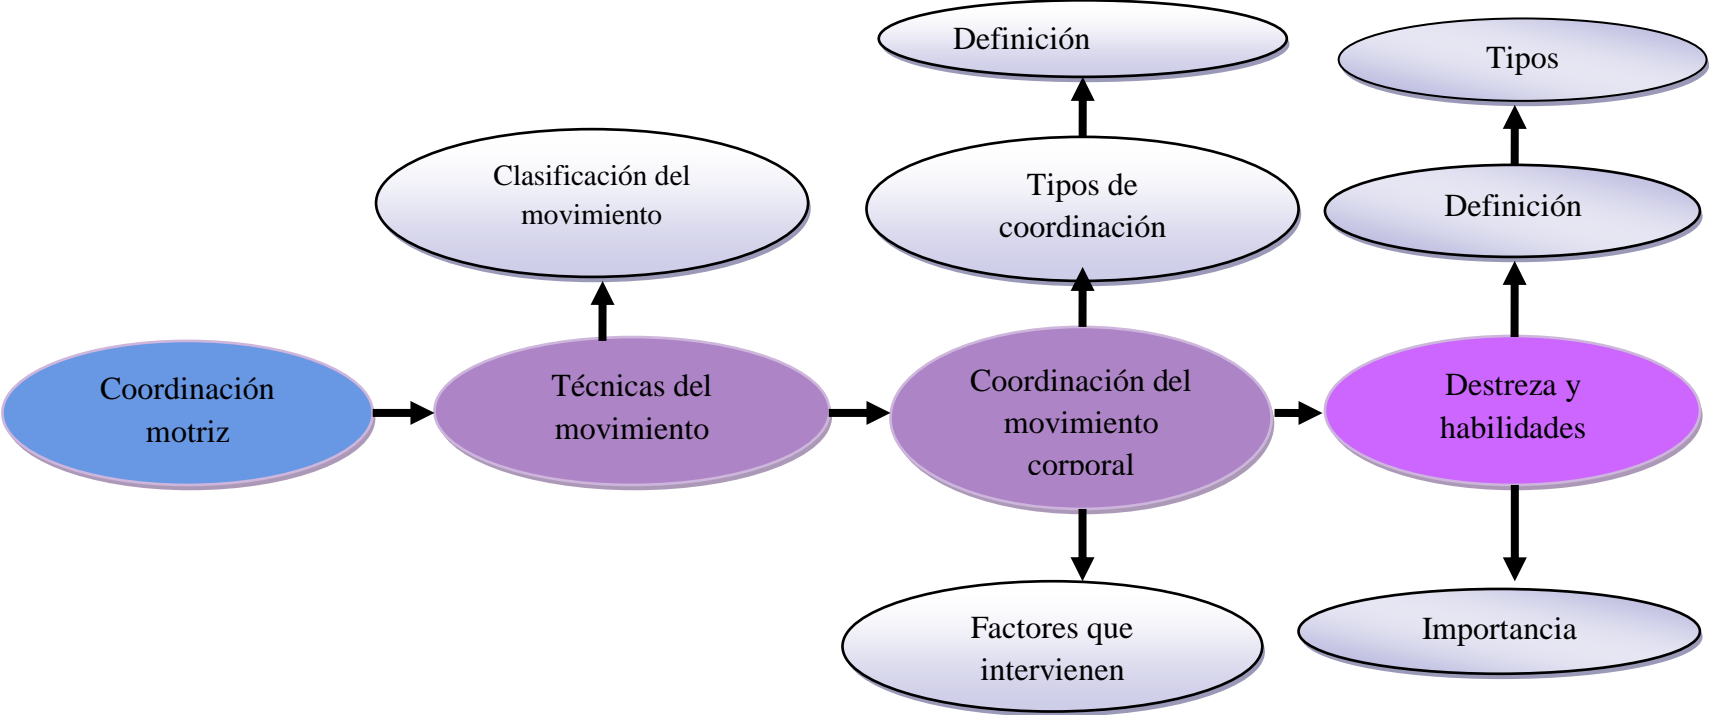 Definición
Tipos
Clasificación del
movimiento
Tipos de
coordinación
Definición
Coordinación
motriz
Técnicas del
movimiento
Coordinación del
movimiento
corporal
Destreza y
habilidades
Factores que
intervienen
Importancia